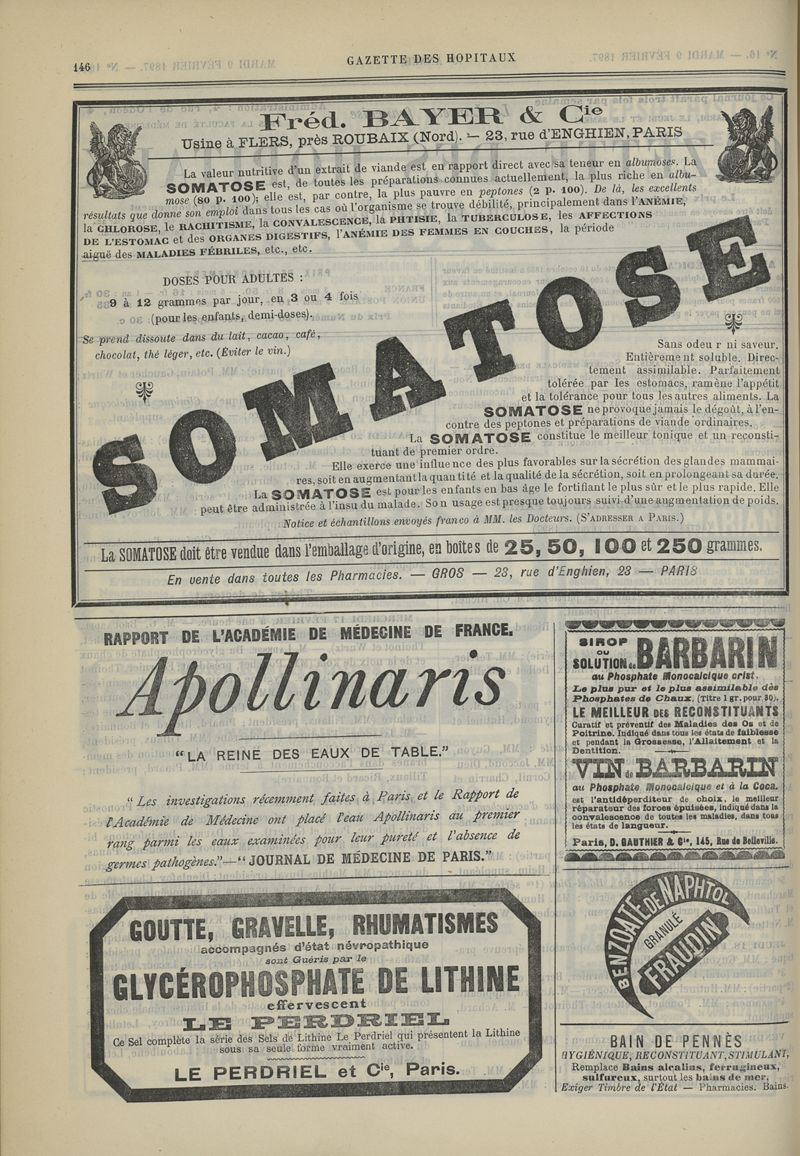 146
GAZETTE DES HOPITAUX
Fréd. BAYER & Cie
Usine à FLERS, près ROUBAIX (Nord). — 23, rue d'ENGHIEN, PARIS
La valeur nutritive d'un extrait de viande est en rapport direct avec sa teneur en albumoses. La
SOMATOSE est, de toutes les préparations connues actuellement, la plus riche en albu-
mose (80 p. 100); elle est, par contre, la plus pauvre en peptones (2 p. 100). De là, les excellents
résultats que donne son emploi dans tous les cas où l'organisme se trouve débilité, principalement dans l'ANÉMIE,
la CHLOROSE, le RACHITISME, la CONVALESCENCE, la PHTISIE, la TUBERCULOSE, les AFFECTIONS
DE L'ESTOMAC et des ORGANES DIGESTIFS, l'ANÉMIE DES FEMMES EN COUCHES, la période
aiguë des MALADIES FÉBRILES, etc., etc.
DOSES POUR ADULTES :
9 à 12 grammes par jour, en 3 ou 4 fois
(pour les enfants, demi-doses).
Se prend dissoute dans du lait, cacao, café,
chocolat, thé léger, etc. (Éviter le vin.)
SOMATOSE
Sans odeu r ni saveur.
Entièrement soluble. Direc-
tement assimilable. Parfaitement
tolérée par les estomacs, ramène l'appétit
et la tolérance pour tous les autres aliments. La
SOMATOSE ne provoque jamais le dégoût, à l'en-
contre des peptones et préparations de viande ordinaires.
La SOMATOSE constitue le meilleur tonique et un reconsti-
tuant de premier ordre.
Elle exerce une influence des plus favorables sur la sécrétion des glandes mammai-
res, soit en augmentant la quantité et la qualité de la sécrétion, soit en prolongeant sa durée.
La SOMATOSE est pour les enfants en bas âge le fortifiant le plus sûr et le plus rapide. Elle
peut être administrée à l'insu du malade. Son usage est presque toujours suivi d'une augmentation de poids.
Notice et échantillons envoyés franco à MM. les Docteurs. (S'ADRESSER A PARIS.)
La SOMATOSE doit être vendue dans l'emballage d'origine, en boîtes de 25, 50, 100 et 250 grammes.
En vente dans toutes les Pharmacies. — GROS — 23, rue d'Enghien, 23 — PARIS
RAPPORT DE L'ACADÉMIE DE MÉDECINE DE FRANCE.
Apollinaris
"LA REINE DES EAUX DE TABLE."
"Les investigations récemment faites à Paris et le Rapport de
l'Académie de Médecine ont placé l'eau Apollinaris au premier
rang parmi les eaux examinées pour leur pureté et l'absence de
germes pathogènes."—"JOURNAL DE MÉDECINE DE PARIS."
GOUTTE, GRAVELLE, RHUMATISMES
accompagnés d'état névropathique
sont Guéris par le
GLYCÉROPHOSPHATE DE LITHINE
effervescent
LE PERDRIEL
Ce Sel complète la série des Sels de Lithine Le Perdriel qui présentent la Lithine
sous sa seule forme vraiment active.
LE PERDRIEL et Cie, Paris.
SIROP
OU
SOLUTION de BARBARIN
au Phosphate Monocalcique crist.
Le plus pur et le plus assimilable des
Phosphates de Chaux. (Titre 1 gr. pour 30).
LE MEILLEUR DES RECONSTITUANTS
Curatif et préventif des Maladies des Os et de
Poitrine. Indiqué dans tous les états de faiblesse
et pendant la Grossesse, l'Allaitement et la
Dentition.
VIN de BARBARIN
au Phosphate Monocalcique et à la Coca.
est l'antidéperditeur de choix, le meilleur
réparateur des forces épuisées, indiqué dans la
convalescence de toutes les maladies, dans tous
les états de langueur.
Paris, D. GAUTHIER & Cie, 145, Rue de Belleville.
BENZOATE DE NAPHTOL
GRANULÉ
FRAUDIN
BAIN DE PENNÈS
HYGIÉNIQUE, RECONSTITUANT, STIMULANT,
Remplace Bains alcalins, ferrugineux,
sulfureux, surtout les bains de mer.
Exiger Timbre de l'État — Pharmacies. Bains.